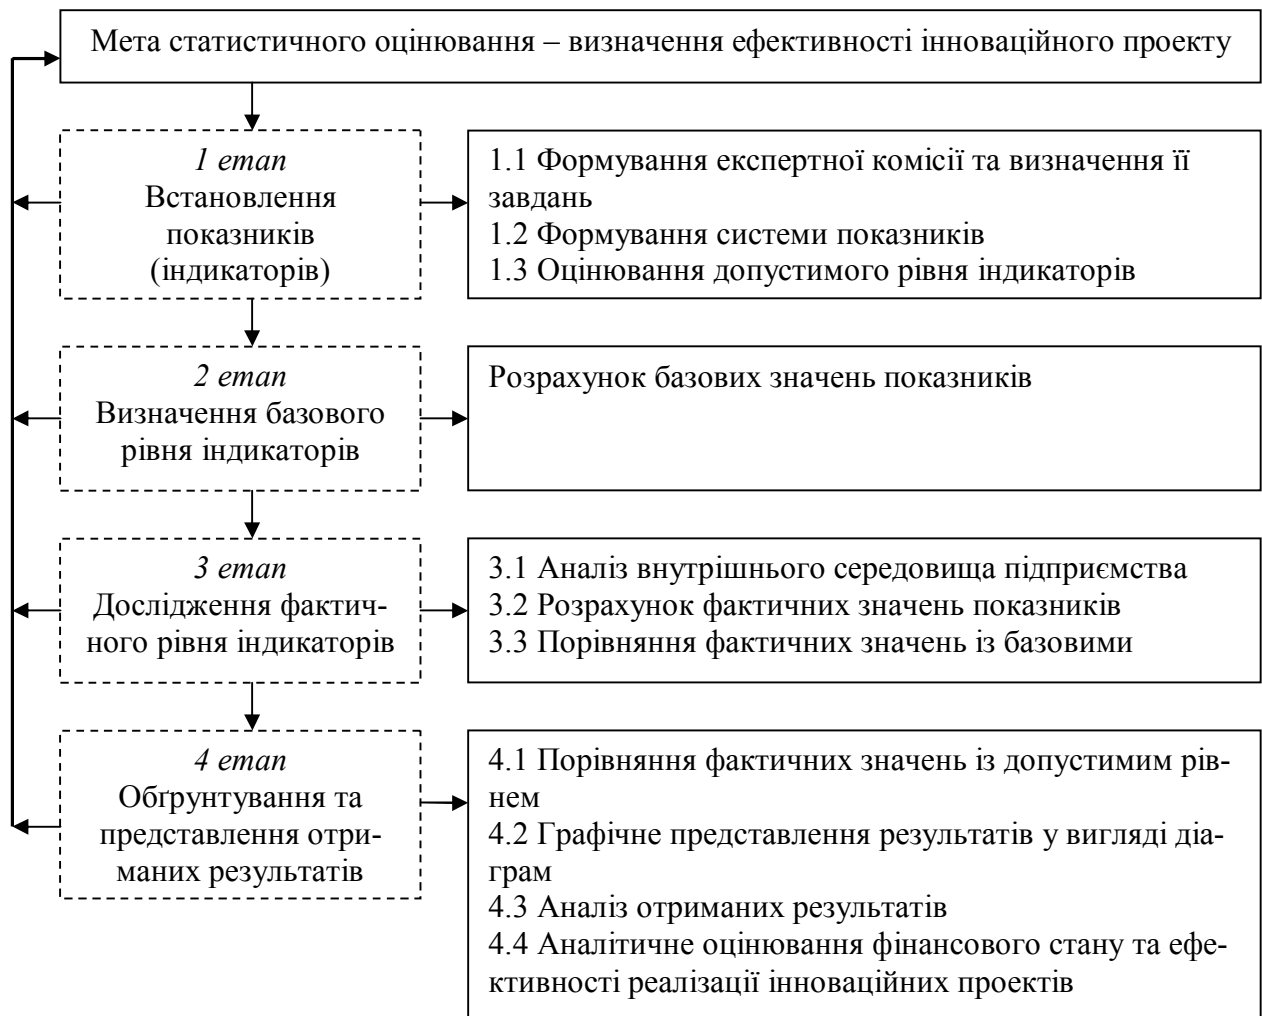 Мета статистичного оцінювання – визначення ефективності інноваційного проекту
1 етап
Встановлення
показників
(індикаторів)
1.1 Формування експертної комісії та визначення її
завдань
1.2 Формування системи показників
1.3 Оцінювання допустимого рівня індикаторів
2 етап
Визначення базового
рівня індикаторів
Розрахунок базових значень показників
3 етап
Дослідження фактич-
ного рівня індикаторів
3.1 Аналіз внутрішнього середовища підприємства
3.2 Розрахунок фактичних значень показників
3.3 Порівняння фактичних значень із базовими
4 етап
Обґрунтування та
представлення отри-
маних результатів
4.1 Порівняння фактичних значень із допустимим рів-
нем
4.2 Графічне представлення результатів у вигляді діа-
грам
4.3 Аналіз отриманих результатів
4.4 Аналітичне оцінювання фінансового стану та ефе-
ктивності реалізації інноваційних проектів